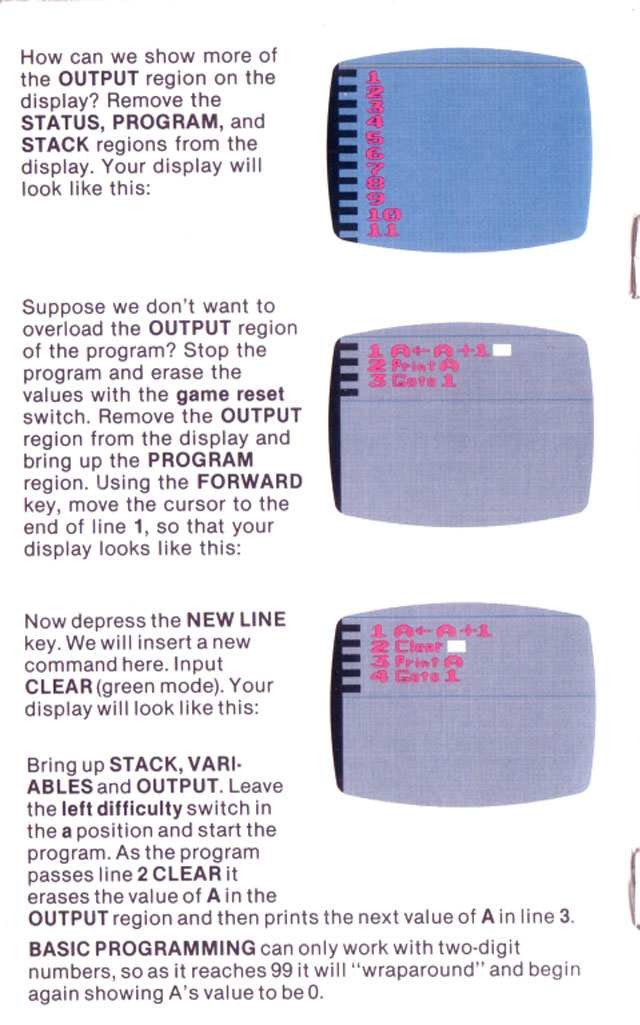 How can we show more of
the OUTPUT region on the
display? Remove the
STATUS, PROGRAM, and
STACK regions from the
display. Your display will
look like this:
1
2
3
4
5
6
7
8
9
10
11
Suppose we don't want to
overload the OUTPUT region
of the program? Stop the
program and erase the
values with the game reset
switch. Remove the OUTPUT
region from the display and
bring up the PROGRAM
region. Using the FORWARD
key, move the cursor to the
end of line 1, so that your
display looks like this:
1 A← A +1
2 Print A
3 Goto 1
Now depress the NEW LINE
key. We will insert a new
command here. Input
CLEAR (green mode). Your
display will look like this:
1 A← A +1
2 Clear
3 Print A
4 Goto 1
Bring up STACK, VARI-
ABLES and OUTPUT. Leave
the left difficulty switch in
the a position and start the
program. As the program
passes line 2 CLEAR it
erases the value of A in the
OUTPUT region and then prints the next value of A in line 3.
BASIC PROGRAMMING can only work with two-digit
numbers, so as it reaches 99 it will "wraparound" and begin
again showing A's value to be 0.